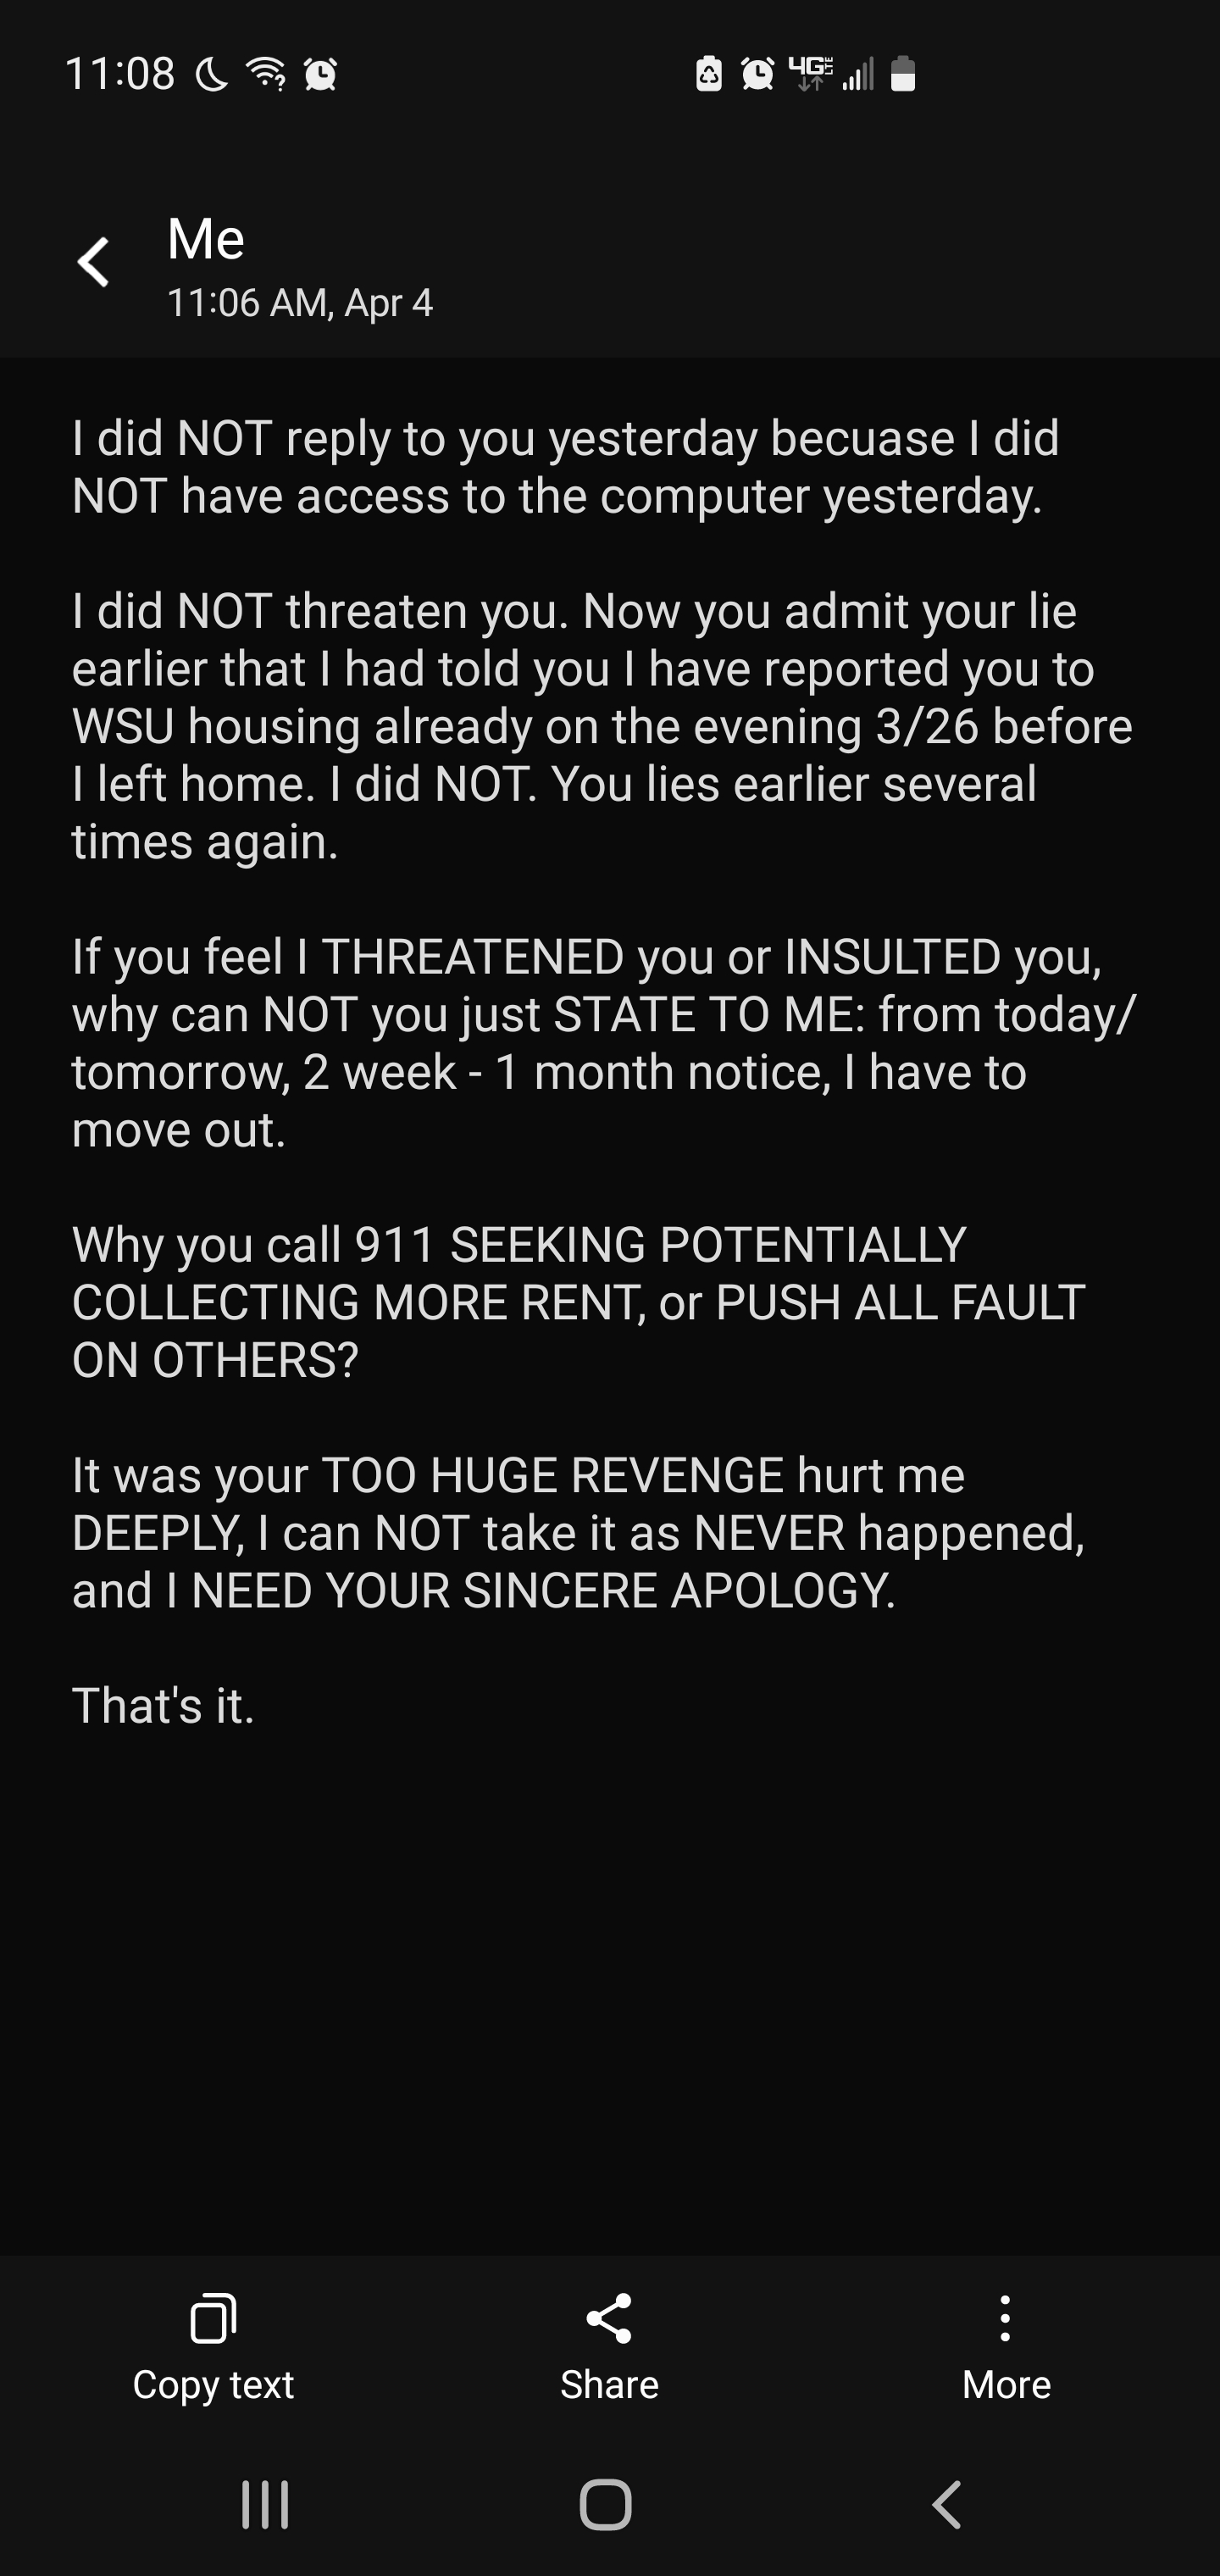 11:08
4G LTE
Me
11:06 AM, Apr 4
I did NOT reply to you yesterday becuase I did
NOT have access to the computer yesterday.
I did NOT threaten you. Now you admit your lie
earlier that I had told you I have reported you to
WSU housing already on the evening 3/26 before
I left home. I did NOT. You lies earlier several
times again.
If you feel I THREATENED you or INSULTED you,
why can NOT you just STATE TO ME: from today/
tomorrow, 2 week - 1 month notice, I have to
move out.
Why you call 911 SEEKING POTENTIALLY
COLLECTING MORE RENT, or PUSH ALL FAULT
ON OTHERS?
It was your TOO HUGE REVENGE hurt me
DEEPLY, I can NOT take it as NEVER happened,
and I NEED YOUR SINCERE APOLOGY.
That's it.
Copy text
Share
More